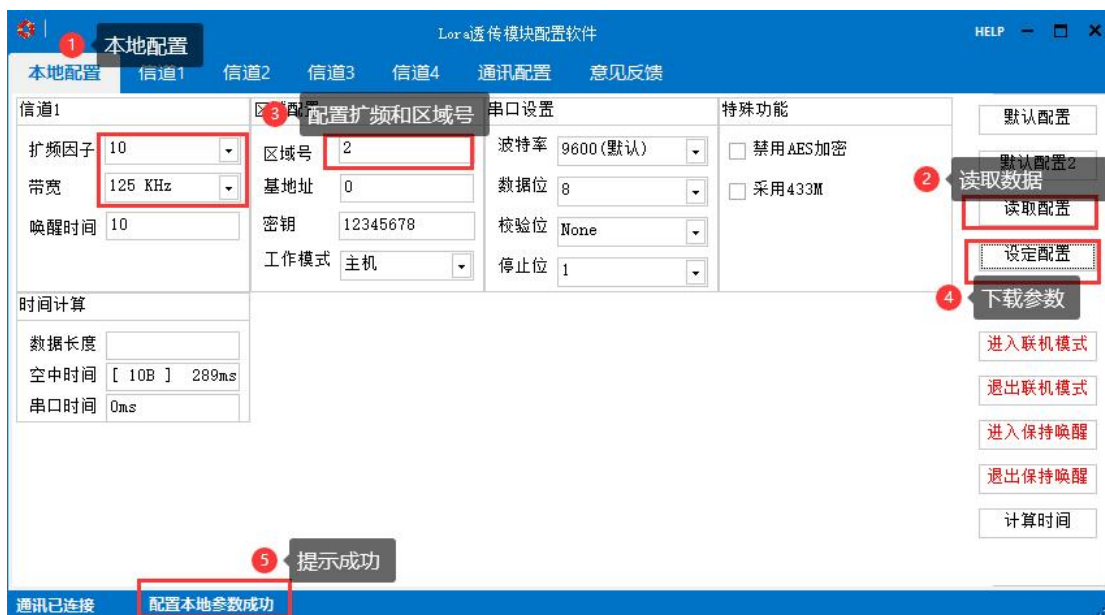 Lora透传模块配置软件
HELP
1 本地配置
本地配置 信道1 信道2 信道3 信道4 通讯配置 意见反馈
信道1
扩频因子 10
带宽 125 KHz
唤醒时间 10
3 配置扩频和区域号
区域号 2
基地址 0
密钥 12345678
工作模式 主机
串口设置
波特率 9600(默认)
数据位 8
校验位 None
停止位 1
特殊功能
禁用AES加密
采用433M
默认配置
默认配置2
2 读取数据
读取配置
设定配置
4 下载参数
进入联机模式
退出联机模式
进入保持唤醒
退出保持唤醒
计算时间
时间计算
数据长度
空中时间 [ 10B ] 289ms
串口时间 0ms
5 提示成功
通讯已连接 配置本地参数成功